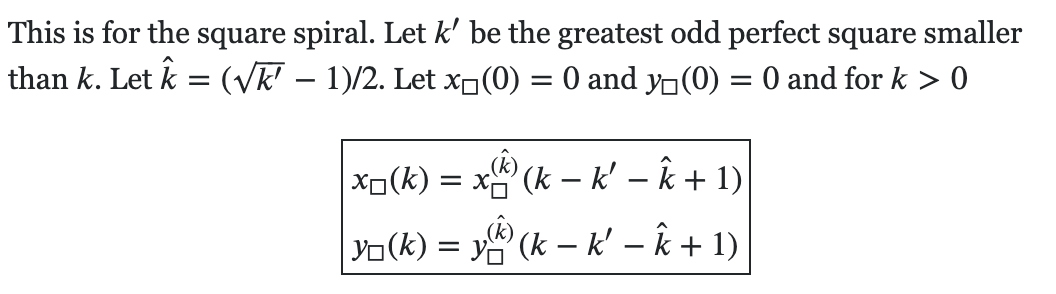 This is for the square spiral. Let k′ be the greatest odd perfect square smaller
than k. Let k̂ = (√k′ − 1)/2. Let x□(0) = 0 and y□(0) = 0 and for k > 0
x□(k) = x□^(k̂)(k − k′ − k̂ + 1)
y□(k) = y□^(k̂)(k − k′ − k̂ + 1)